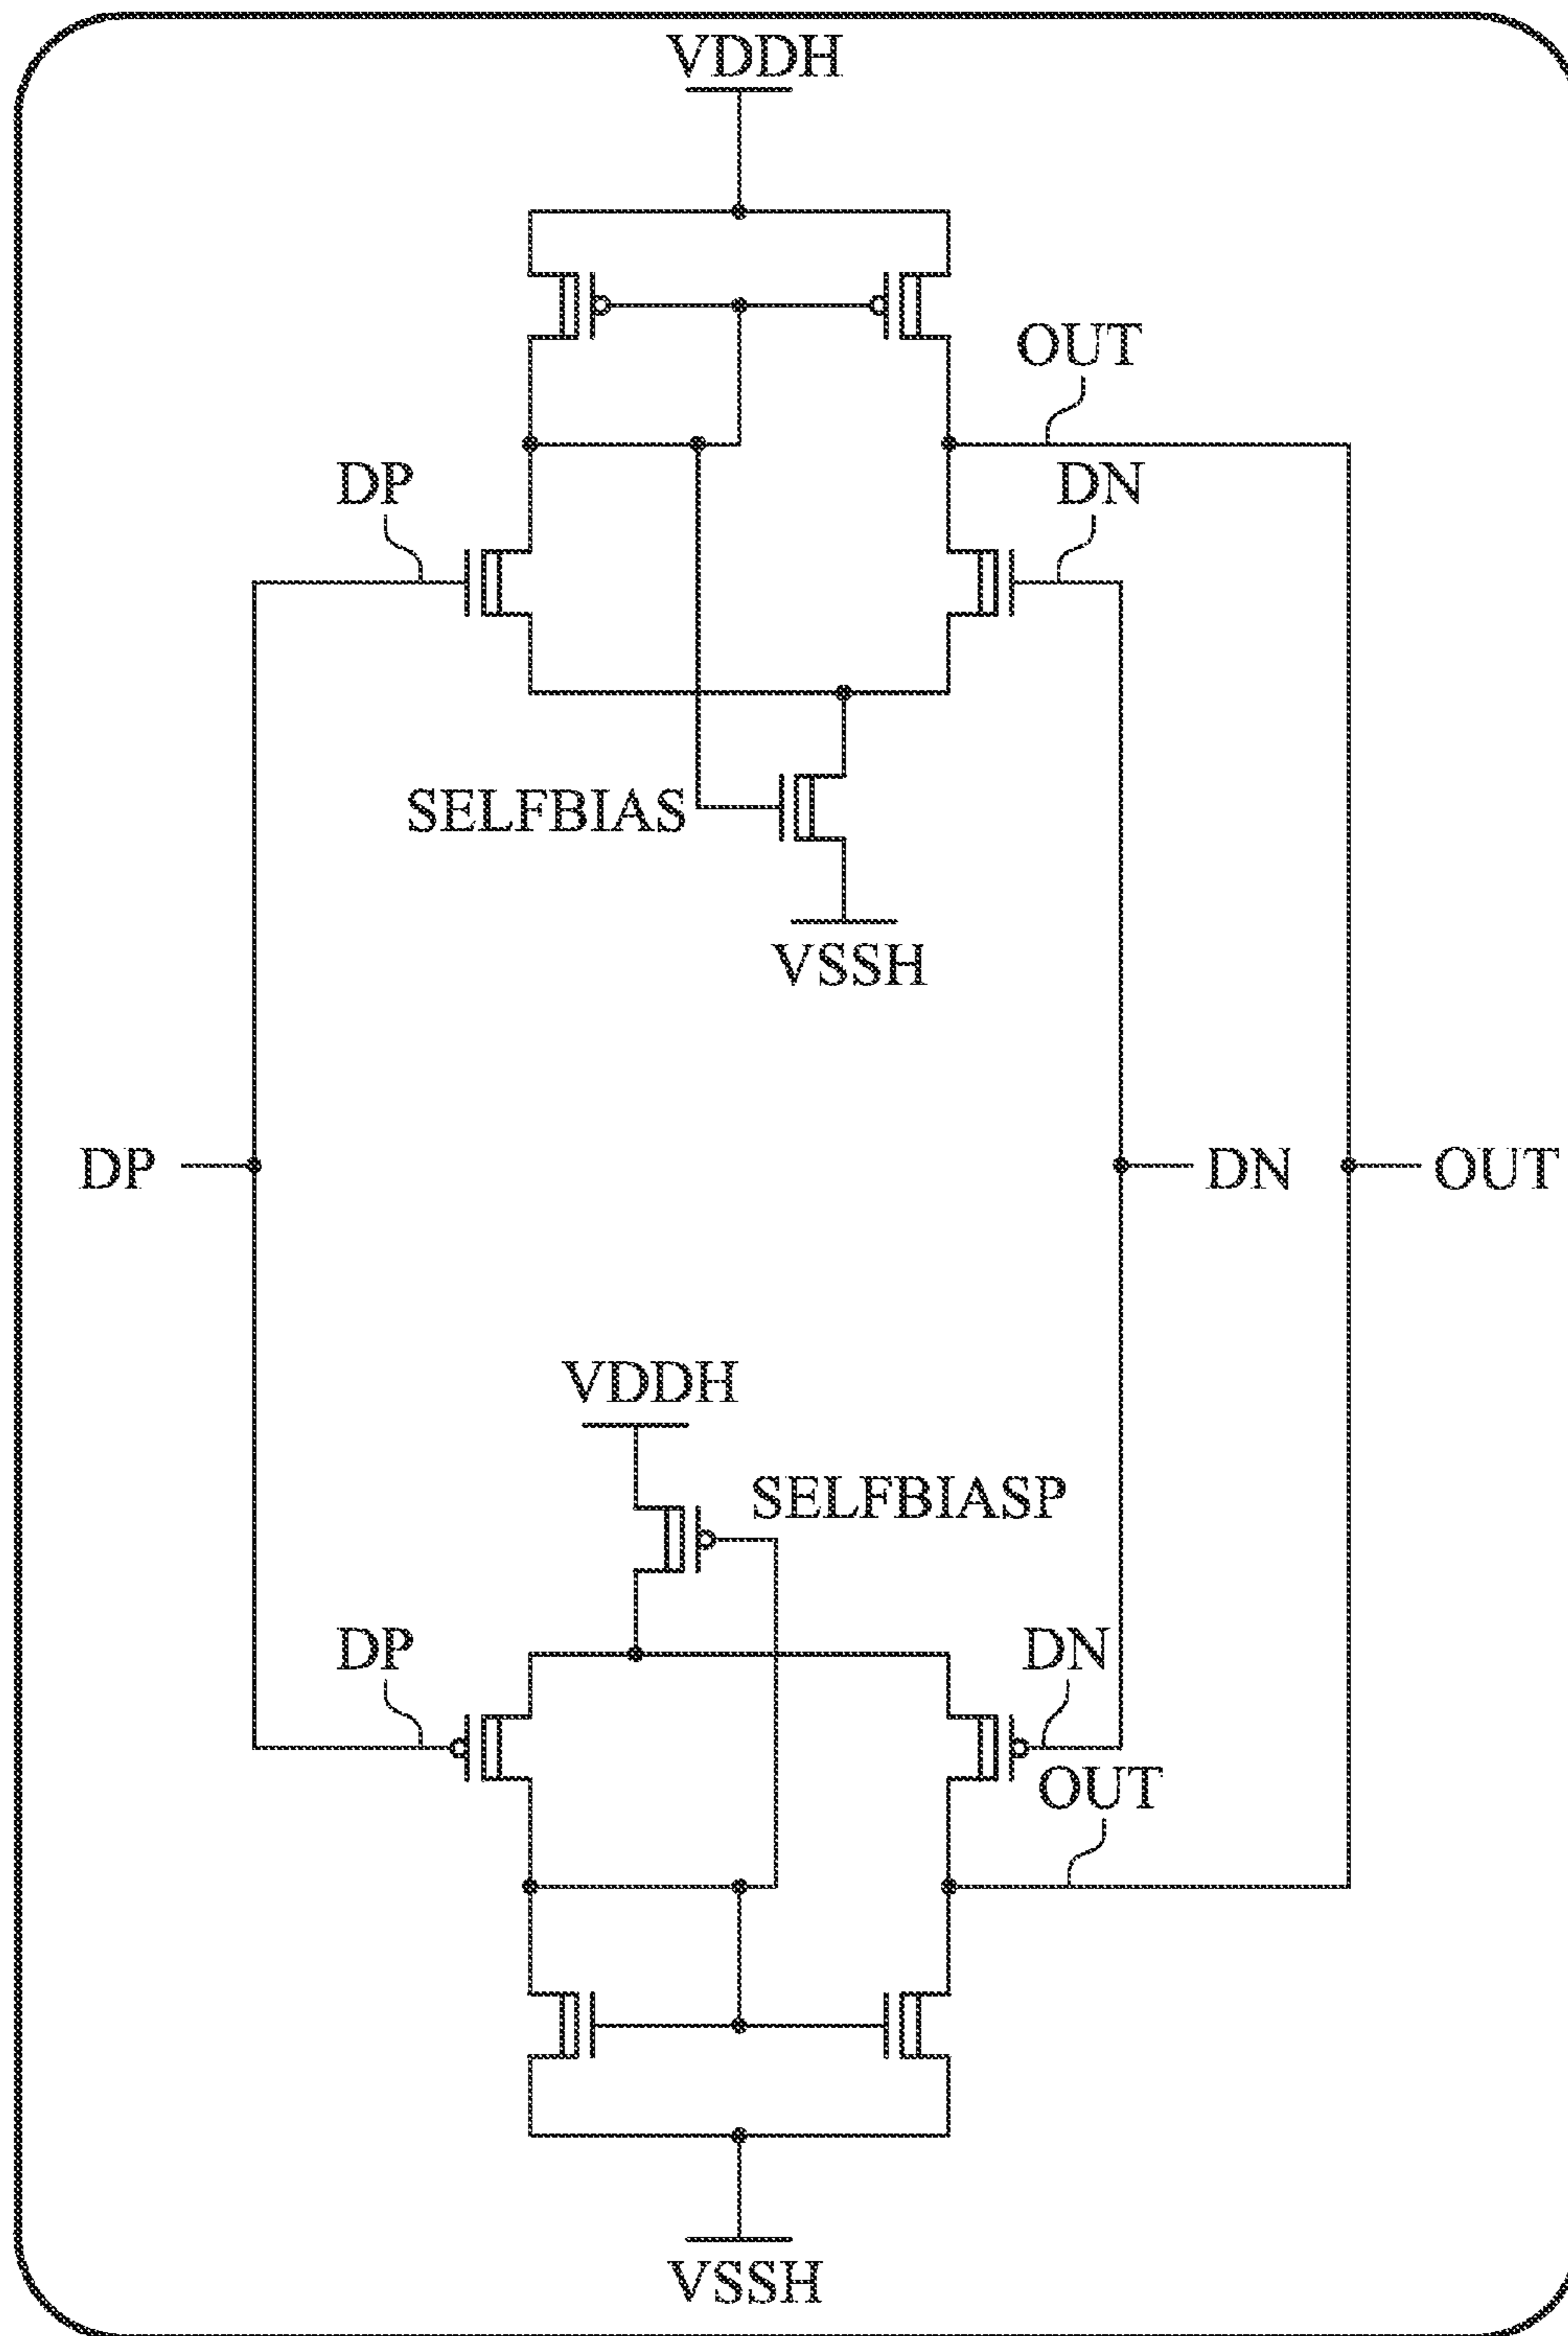 VDDH
OUT
DP
DN
SELFBIAS
VSSH
DP
DN
OUT
VDDH
SELFBIASP
DP
DN
OUT
VSSH